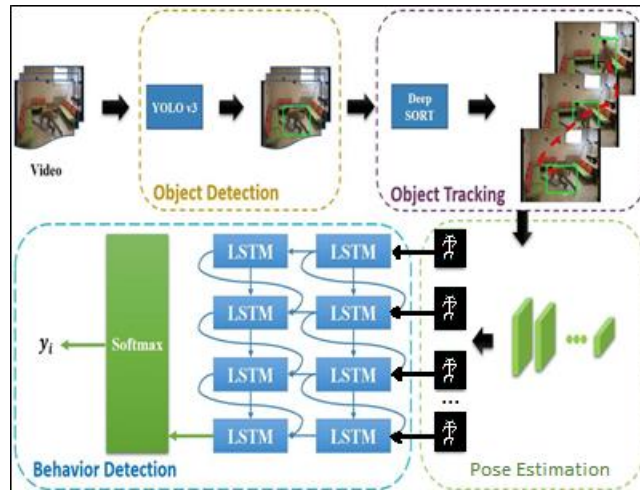 YOLO v3
Deep
SORT
Video
Object Detection
Object Tracking
LSTM
LSTM
LSTM
LSTM
Softmax
yᵢ
LSTM
LSTM
...
LSTM
LSTM
Behavior Detection
Pose Estimation